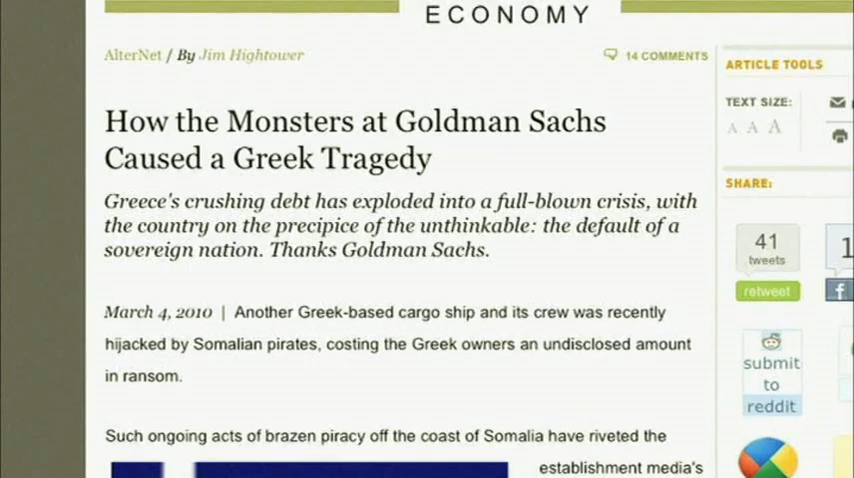 ECONOMY
AlterNet / By Jim Hightower
14 COMMENTS
How the Monsters at Goldman Sachs
Caused a Greek Tragedy
Greece's crushing debt has exploded into a full-blown crisis, with
the country on the precipice of the unthinkable: the default of a
sovereign nation. Thanks Goldman Sachs.
March 4, 2010 | Another Greek-based cargo ship and its crew was recently
hijacked by Somalian pirates, costing the Greek owners an undisclosed amount
in ransom.
Such ongoing acts of brazen piracy off the coast of Somalia have riveted the
establishment media's
ARTICLE TOOLS
TEXT SIZE:
A A A
SHARE:
41
tweets
retweet
1
f
submit
to
reddit